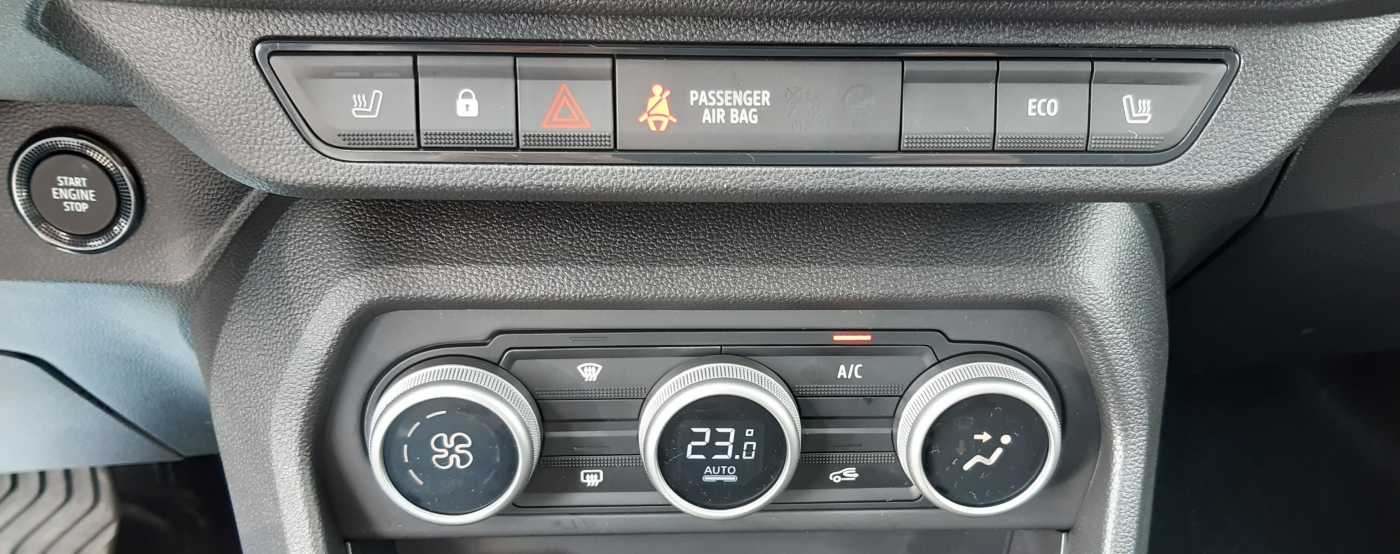 START
ENGINE
STOP
PASSENGER
AIR BAG
ECO
A/C
23.0°
AUTO